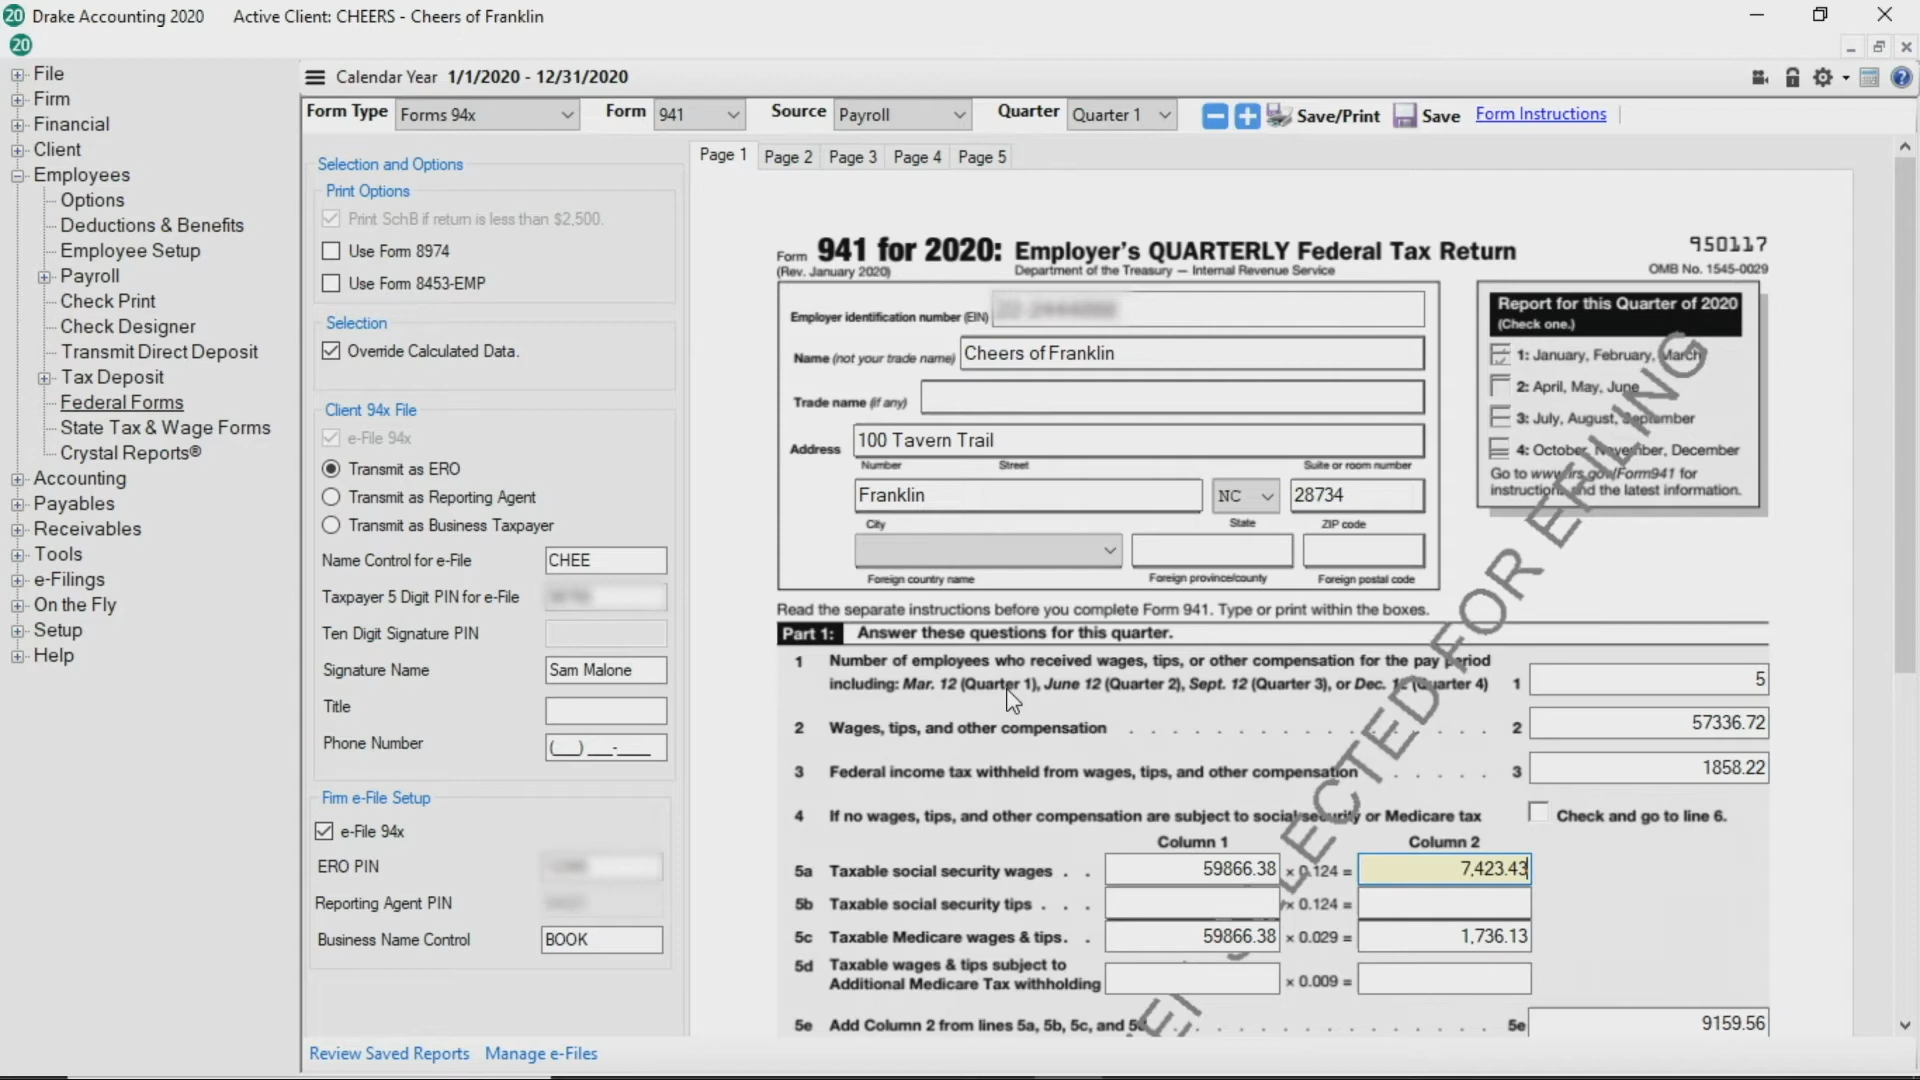 Drake Accounting 2020 Active Client: CHEERS - Cheers of Franklin
20
File
Firm
Financial
Client
Employees
Options
Deductions & Benefits
Employee Setup
Payroll
Check Print
Check Designer
Transmit Direct Deposit
Tax Deposit
Federal Forms
State Tax & Wage Forms
Crystal Reports®
Accounting
Payables
Receivables
Tools
e-Filings
On the Fly
Setup
Help
Calendar Year 1/1/2020 - 12/31/2020
Form Type Forms 94x Form 941 Source Payroll Quarter Quarter 1 Save/Print Save Form Instructions
Selection and Options
Print Options
Print SchB if return is less than $2,500.
Use Form 8974
Use Form 8453-EMP
Selection
Override Calculated Data.
Client 94x File
e-File 94x
Transmit as ERO
Transmit as Reporting Agent
Transmit as Business Taxpayer
Name Control for e-File CHEE
Taxpayer 5 Digit PIN for e-File
Ten Digit Signature PIN
Signature Name Sam Malone
Title
Phone Number (__) ___-____
Firm e-File Setup
e-File 94x
ERO PIN
Reporting Agent PIN
Business Name Control BOOK
Review Saved Reports Manage e-Files
Page 1 Page 2 Page 3 Page 4 Page 5
Form 941 for 2020: Employer's QUARTERLY Federal Tax Return 950117
(Rev. January 2020) Department of the Treasury — Internal Revenue Service OMB No. 1545-0029
Employer identification number (EIN)
Name (not your trade name) Cheers of Franklin
Trade name (if any)
Address 100 Tavern Trail
Number Street Suite or room number
Franklin NC 28734
City State ZIP code
Foreign country name Foreign province/county Foreign postal code
Report for this Quarter of 2020
(Check one.)
1: January, February, March
2: April, May, June
3: July, August, September
4: October, November, December
Go to www.irs.gov/Form941 for
instructions and the latest information.
Read the separate instructions before you complete Form 941. Type or print within the boxes.
Part 1: Answer these questions for this quarter.
1 Number of employees who received wages, tips, or other compensation for the pay period
including: Mar. 12 (Quarter 1), June 12 (Quarter 2), Sept. 12 (Quarter 3), or Dec. 12 (Quarter 4) 1 5
2 Wages, tips, and other compensation 2 57336.72
3 Federal income tax withheld from wages, tips, and other compensation 3 1858.22
4 If no wages, tips, and other compensation are subject to social security or Medicare tax Check and go to line 6.
Column 1 Column 2
5a Taxable social security wages 59866.38 × 0.124 = 7,423.43
5b Taxable social security tips × 0.124 =
5c Taxable Medicare wages & tips. 59866.38 × 0.029 = 1,736.13
5d Taxable wages & tips subject to
Additional Medicare Tax withholding × 0.009 =
5e Add Column 2 from lines 5a, 5b, 5c, and 5d 5e 9159.56
LECTED FOR EFILING